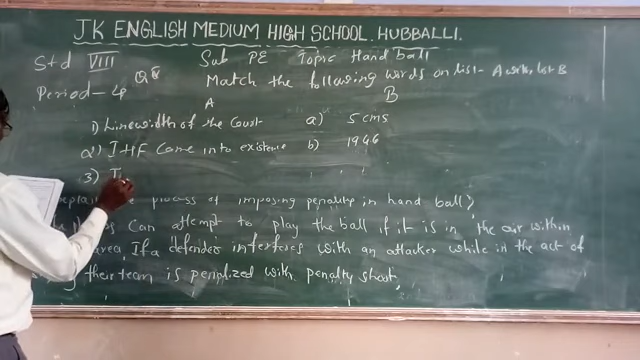 JK ENGLISH MEDIUM HIGH SCHOOL. HUBBALLI.
Std VIII Sub PE Topic Hand ball
Period - 4 Q8 Match the following words on list - A with list B
A B
1) Line width of the Court a) 5 cms
2) IHF Came into existence b) 1946
3)
process of imposing penality in hand ball)
Can attempt to play the ball if it is in the air within
area, If a defender interferes with an attacker while in the act of
their team is penalized with penalty shoot,